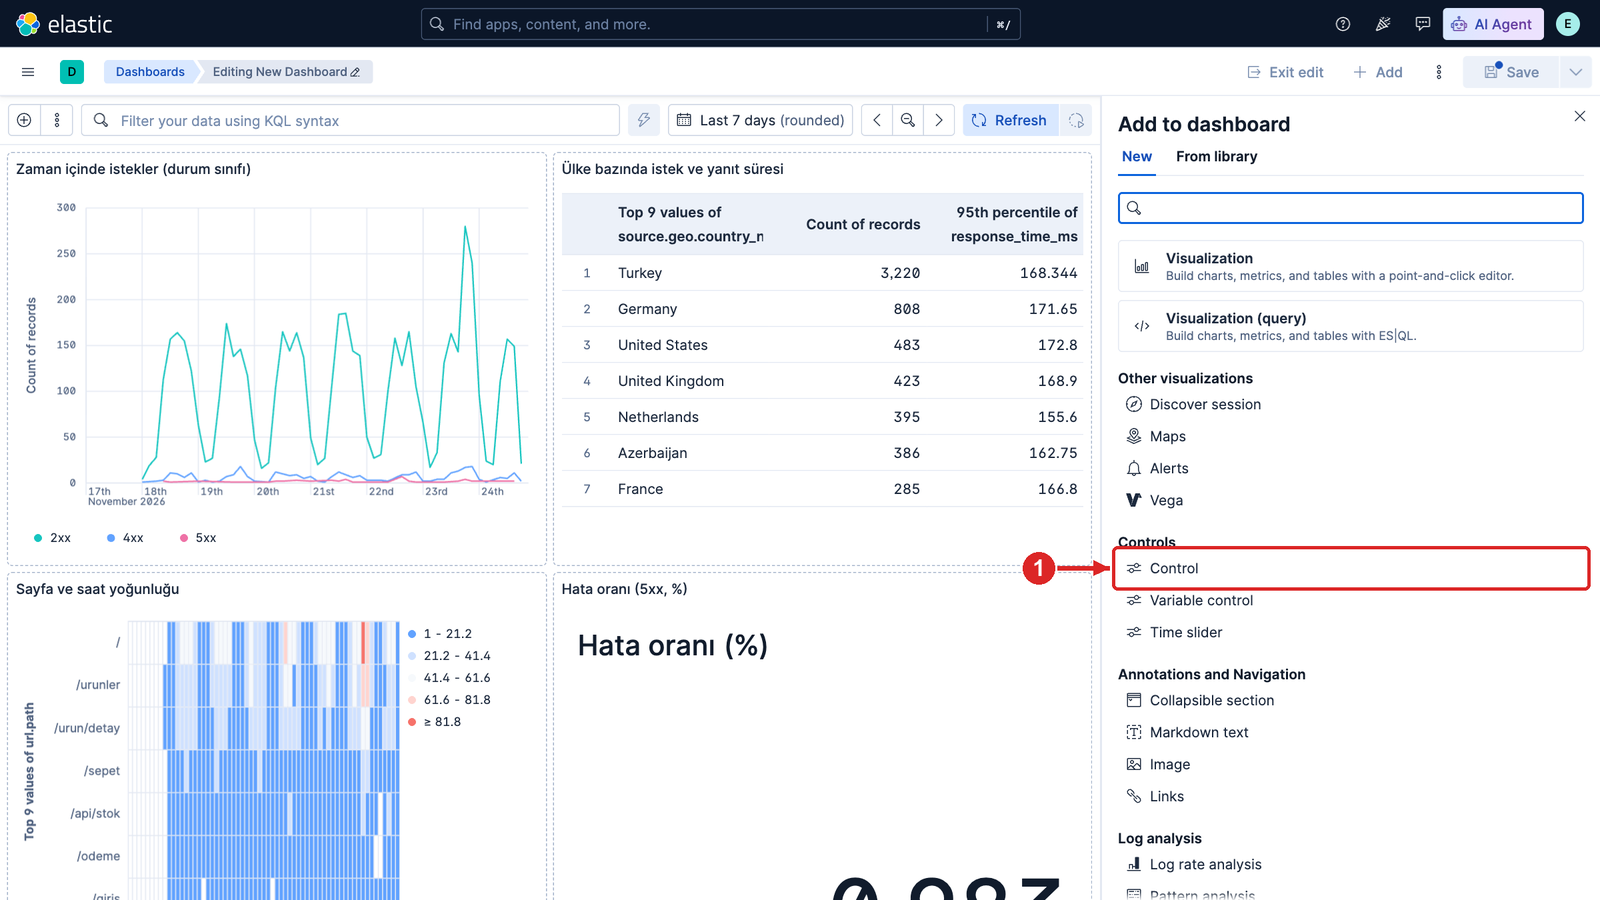 elastic
Find apps, content, and more.
⌘/
AI Agent
E
D
Dashboards
Editing New Dashboard
Exit edit
Add
Save
Filter your data using KQL syntax
Last 7 days (rounded)
Refresh
Zaman içinde istekler (durum sınıfı)
Count of records
300
250
200
150
100
50
0
17th
18th
19th
20th
21st
22nd
23rd
24th
November 2026
2xx
4xx
5xx
Ülke bazında istek ve yanıt süresi
Top 9 values of source.geo.country_n
Count of records
95th percentile of response_time_ms
1 Turkey 3,220 168.344
2 Germany 808 171.65
3 United States 483 172.8
4 United Kingdom 423 168.9
5 Netherlands 395 155.6
6 Azerbaijan 386 162.75
7 France 285 166.8
Sayfa ve saat yoğunluğu
Top 9 values of url.path
/
/urunler
/urun/detay
/sepet
/api/stok
/odeme
/giris
1 - 21.2
21.2 - 41.4
41.4 - 61.6
61.6 - 81.8
≥ 81.8
Hata oranı (5xx, %)
Hata oranı (%)
Add to dashboard
New
From library
Visualization
Build charts, metrics, and tables with a point-and-click editor.
Visualization (query)
Build charts, metrics, and tables with ES|QL.
Other visualizations
Discover session
Maps
Alerts
Vega
Controls
1
Control
Variable control
Time slider
Annotations and Navigation
Collapsible section
Markdown text
Image
Links
Log analysis
Log rate analysis
Pattern analysis